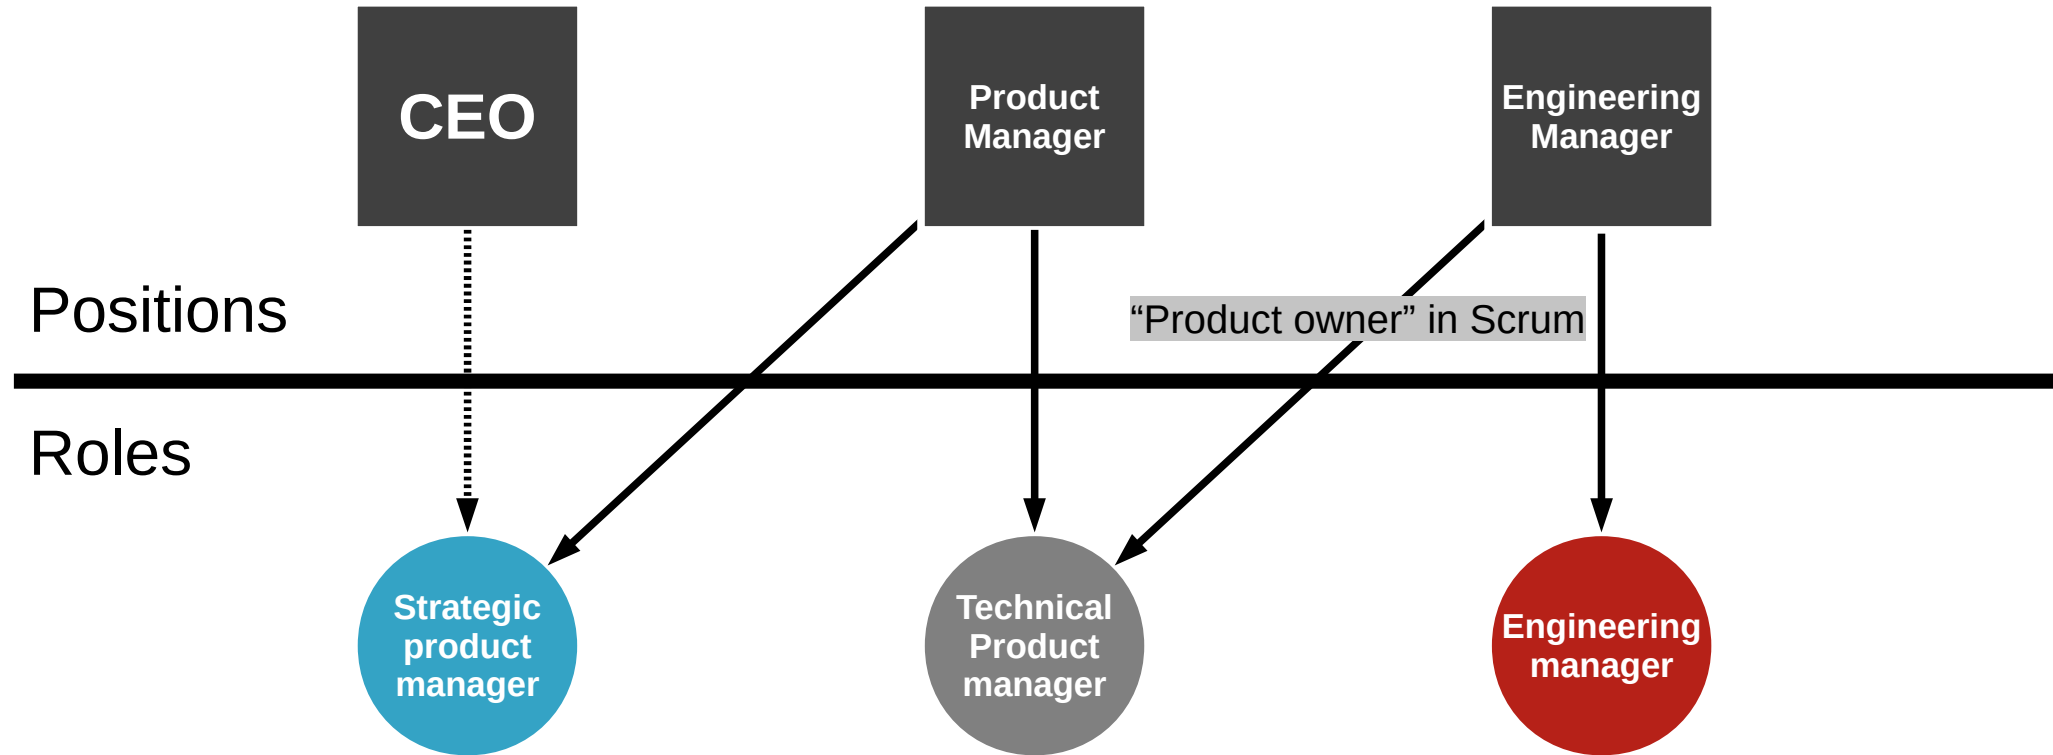 CEO
Product
Manager
Engineering
Manager
Positions
“Product owner” in Scrum
Roles
Strategic
product
manager
Technical
Product
manager
Engineering
manager